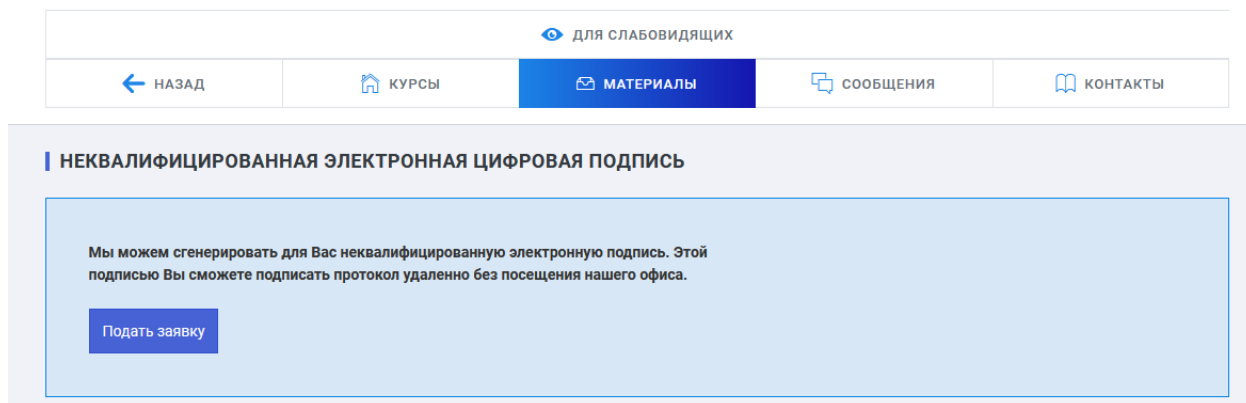 ДЛЯ СЛАБОВИДЯЩИХ
НАЗАД
КУРСЫ
МАТЕРИАЛЫ
СООБЩЕНИЯ
КОНТАКТЫ
НЕКВАЛИФИЦИРОВАННАЯ ЭЛЕКТРОННАЯ ЦИФРОВАЯ ПОДПИСЬ
Мы можем сгенерировать для Вас неквалифицированную электронную подпись. Этой
подписью Вы сможете подписать протокол удаленно без посещения нашего офиса.
Подать заявку